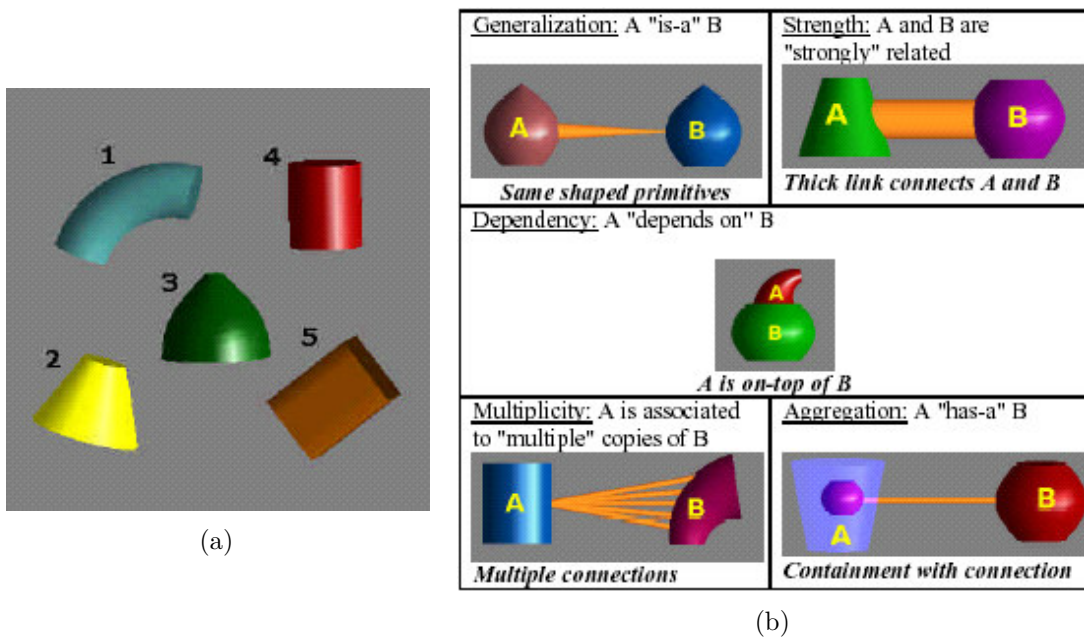 1
4
3
2
5
(a)
Generalization: A "is-a" B
A
B
Same shaped primitives
Strength: A and B are
"strongly" related
A
B
Thick link connects A and B
Dependency: A "depends on" B
A
B
A is on-top of B
Multiplicity: A is associated
to "multiple" copies of B
A
B
Multiple connections
Aggregation: A "has-a" B
A
B
Containment with connection
(b)